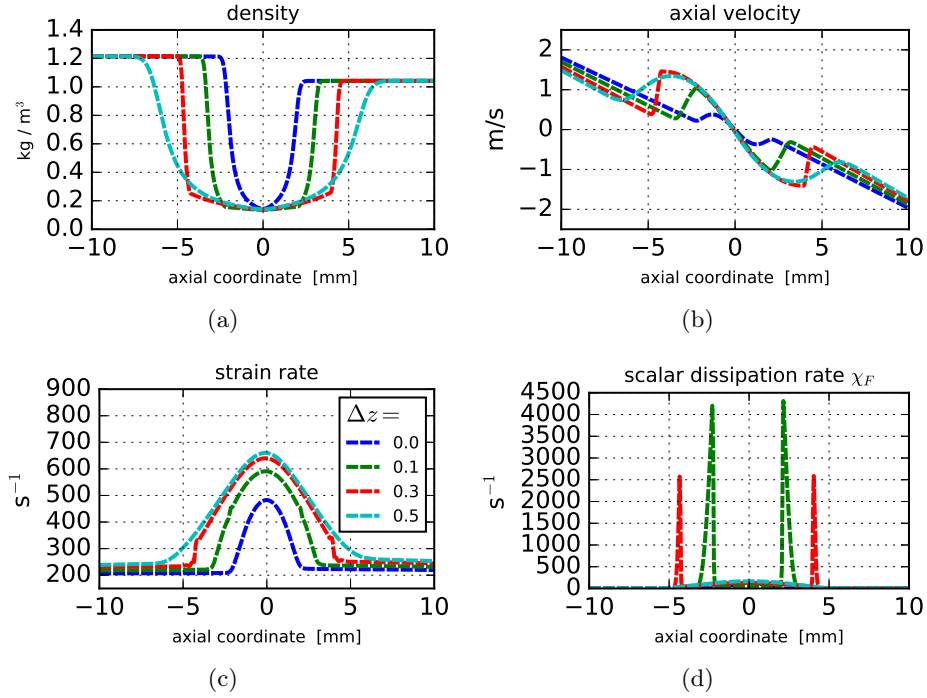 density
axial velocity
1.4
1.2
1.0
0.8
0.6
0.4
0.2
0.0
kg / m³
−10 −5 0 5 10
axial coordinate [mm]
2
1
0
−1
−2
m/s
−10 −5 0 5 10
axial coordinate [mm]
(a)
(b)
strain rate
scalar dissipation rate χ_F
900
800
700
600
500
400
300
200
s⁻¹
Δz =
0.0
0.1
0.3
0.5
−10 −5 0 5 10
axial coordinate [mm]
4500
4000
3500
3000
2500
2000
1500
1000
500
0
s⁻¹
−10 −5 0 5 10
axial coordinate [mm]
(c)
(d)